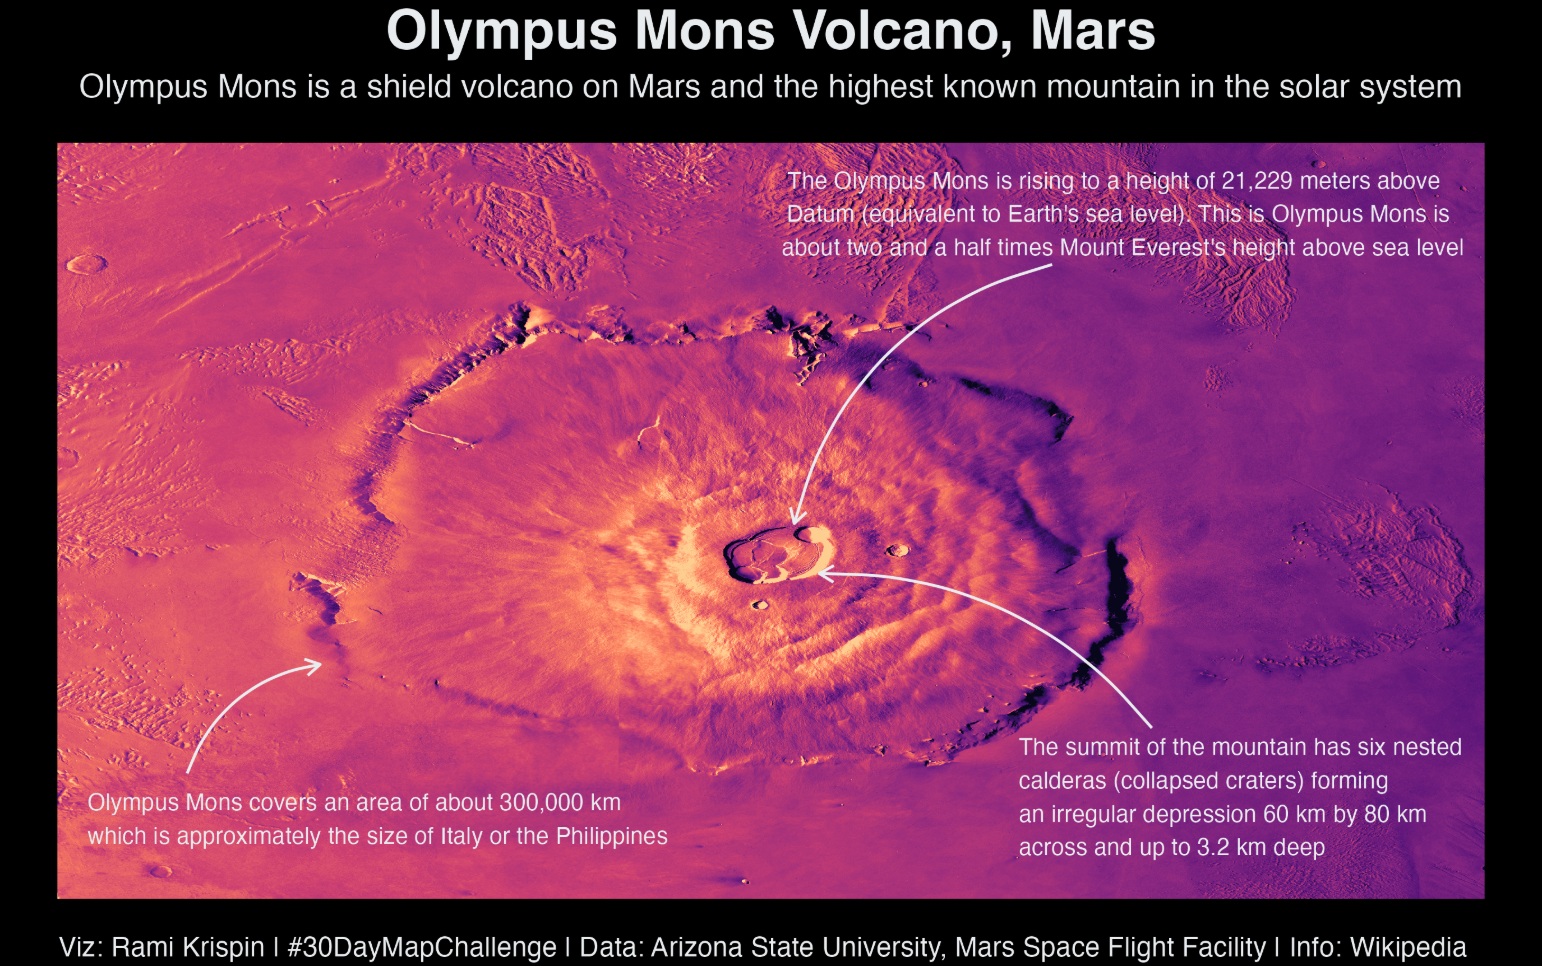 Olympus Mons Volcano, Mars
Olympus Mons is a shield volcano on Mars and the highest known mountain in the solar system
The Olympus Mons is rising to a height of 21,229 meters above
Datum (equivalent to Earth's sea level). This is Olympus Mons is
about two and a half times Mount Everest's height above sea level
Olympus Mons covers an area of about 300,000 km
which is approximately the size of Italy or the Philippines
The summit of the mountain has six nested
calderas (collapsed craters) forming
an irregular depression 60 km by 80 km
across and up to 3.2 km deep
Viz: Rami Krispin | #30DayMapChallenge | Data: Arizona State University, Mars Space Flight Facility | Info: Wikipedia